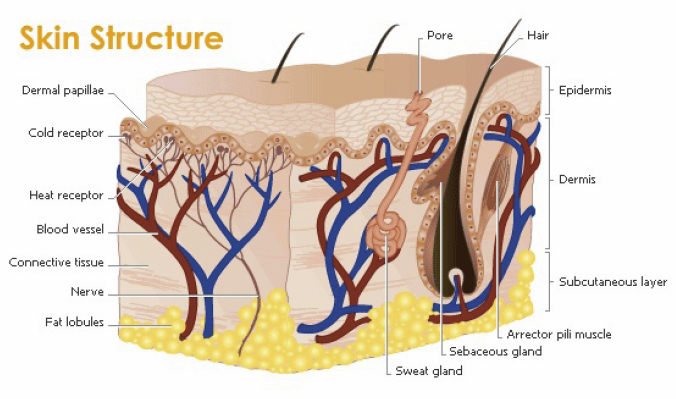 Skin Structure
Pore
Hair
Dermal papillae
Cold receptor
Heat receptor
Blood vessel
Connective tissue
Nerve
Fat lobules
Epidermis
Dermis
Subcutaneous layer
Arrector pili muscle
Sebaceous gland
Sweat gland